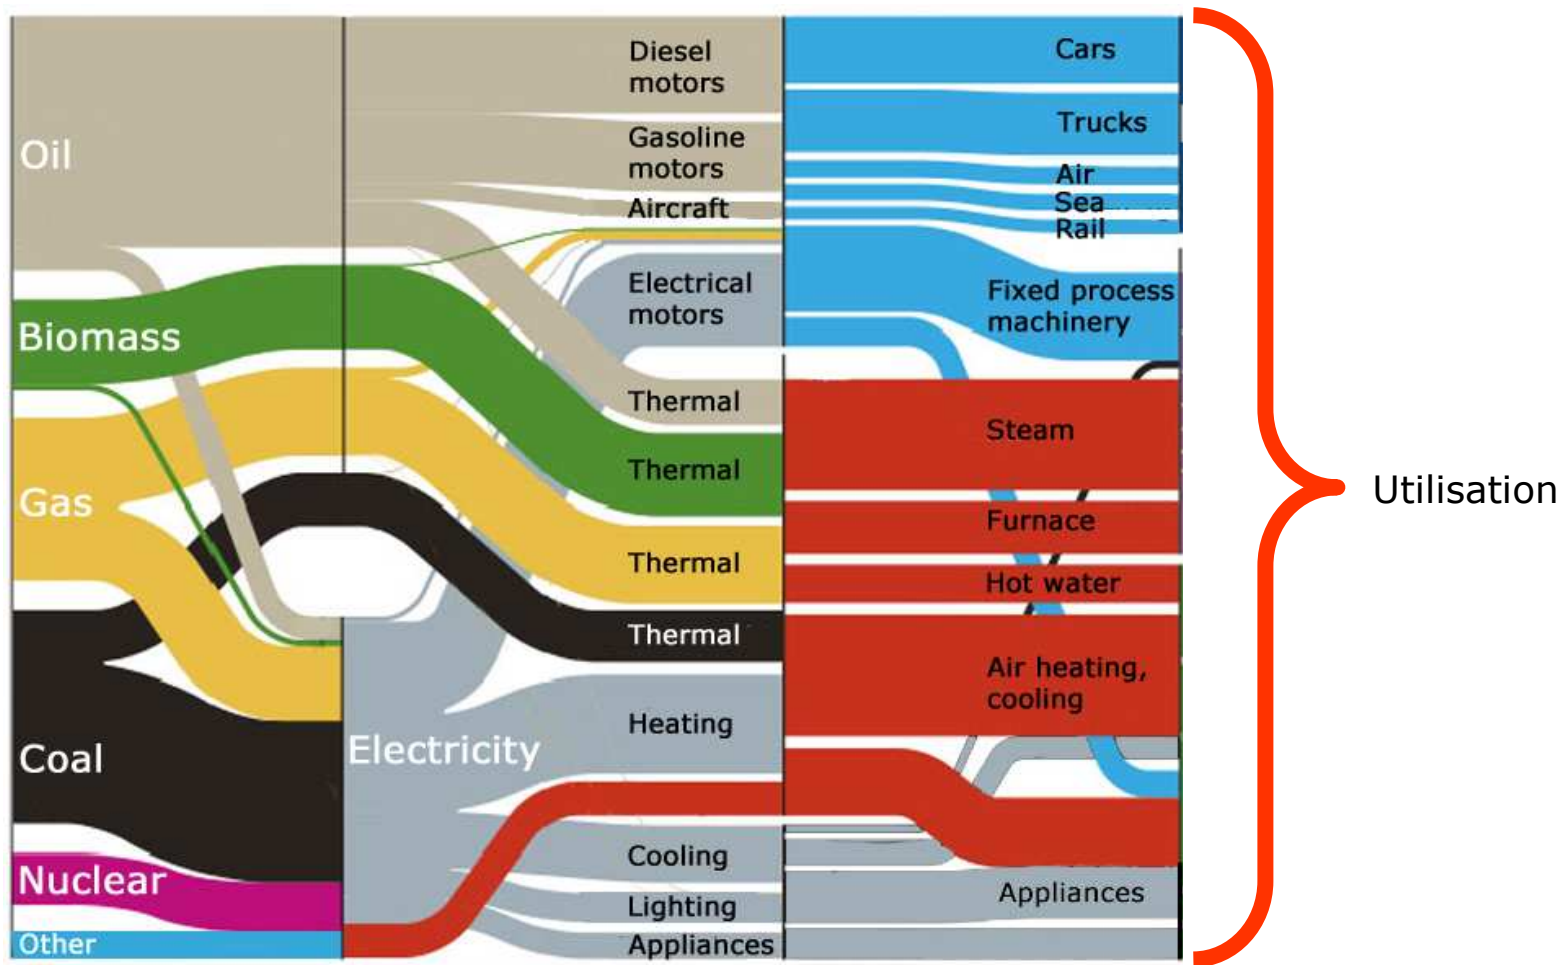 Oil
Biomass
Gas
Coal
Nuclear
Other
Electricity
Diesel
motors
Gasoline
motors
Aircraft
Electrical
motors
Thermal
Thermal
Thermal
Thermal
Heating
Cooling
Lighting
Appliances
Cars
Trucks
Air
Sea
Rail
Fixed process
machinery
Steam
Furnace
Hot water
Air heating,
cooling
Appliances
Utilisation